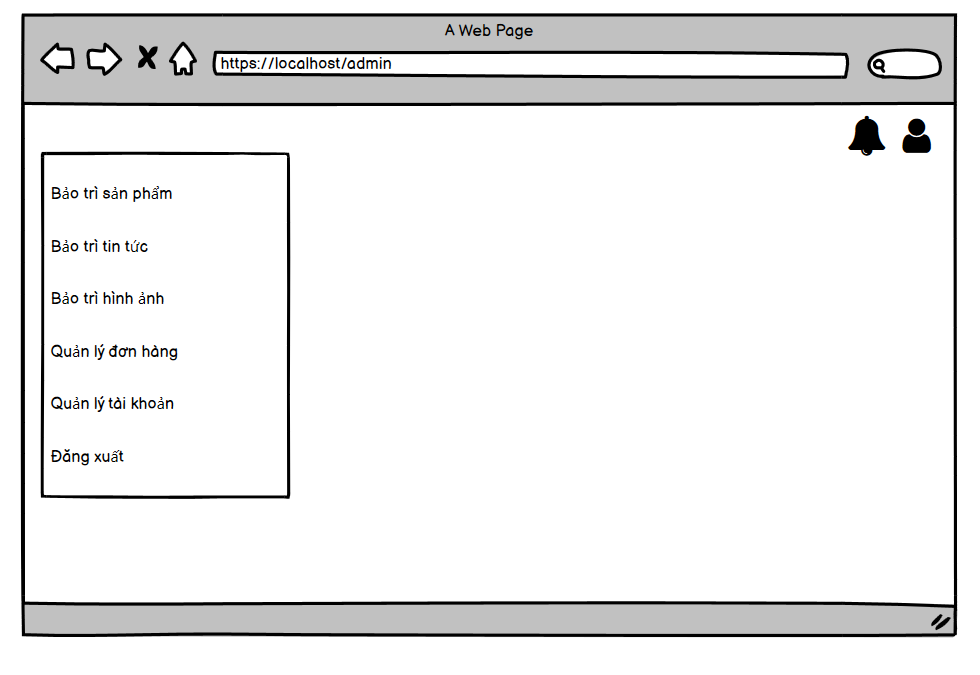 A Web Page
https://localhost/admin
Bảo trì sản phẩm
Bảo trì tin tức
Bảo trì hình ảnh
Quản lý đơn hàng
Quản lý tài khoản
Đăng xuất